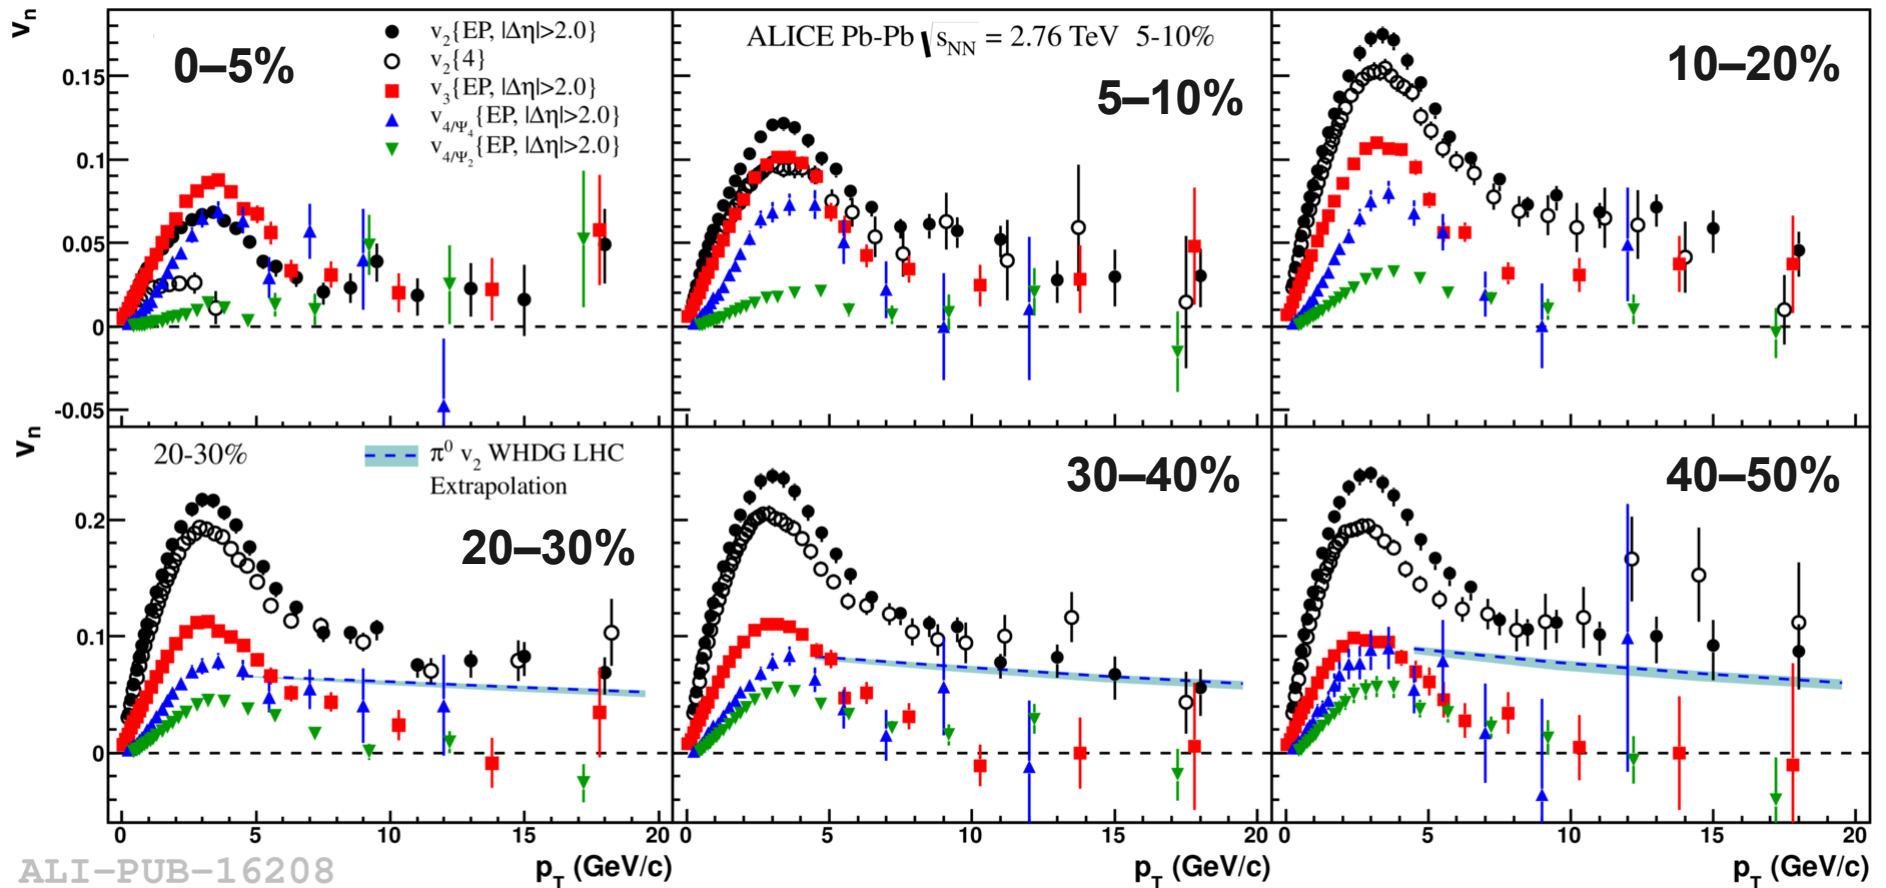 v_n
0–5%
v₂{EP, |Δη|>2.0}
v₂{4}
v₃{EP, |Δη|>2.0}
v_{4/Ψ₄}{EP, |Δη|>2.0}
v_{4/Ψ₂}{EP, |Δη|>2.0}
ALICE Pb-Pb √s_NN = 2.76 TeV 5-10%
5–10%
10–20%
0.15
0.1
0.05
0
-0.05
v_n
20-30%
π⁰ v₂ WHDG LHC
Extrapolation
20–30%
30–40%
40–50%
0.2
0.1
0
0 5 10 15 20 0 5 10 15 20 0 5 10 15 20
p_T (GeV/c) p_T (GeV/c) p_T (GeV/c)
ALI–PUB–16208